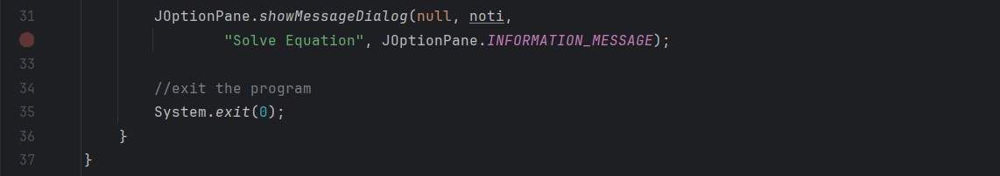 31 JOptionPane.showMessageDialog(null, noti,
"Solve Equation", JOptionPane.INFORMATION_MESSAGE);
33
34 //exit the program
35 System.exit(0);
36 }
37 }